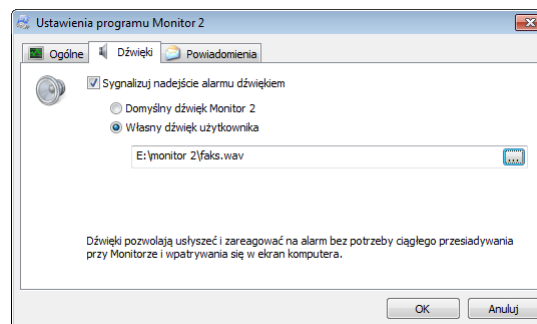 Ustawienia programu Monitor 2
Ogólne Dźwięki Powiadomienia
Sygnalizuj nadejście alarmu dźwiękiem
Domyślny dźwięk Monitor 2
Własny dźwięk użytkownika
E:\monitor 2\faks.wav ...
Dźwięki pozwalają usłyszeć i zareagować na alarm bez potrzeby ciągłego przesiadywania
przy Monitorze i wpatrywania się w ekran komputera.
OK Anuluj